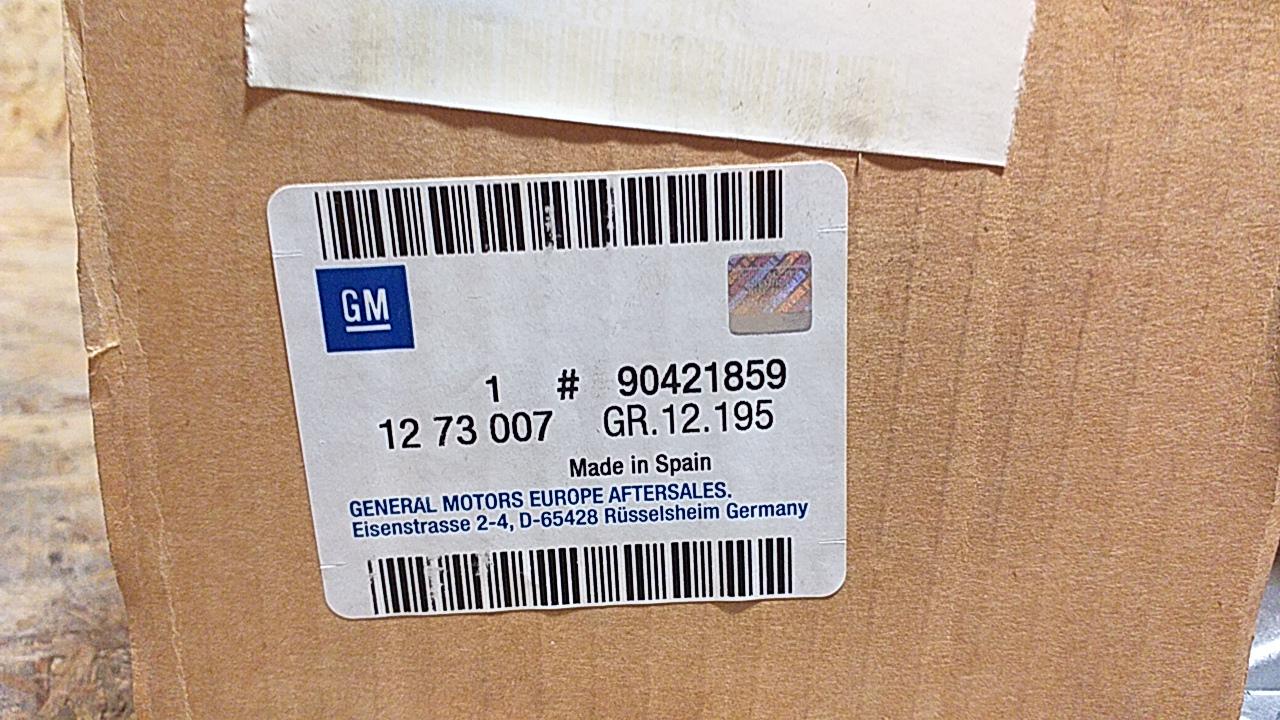 GM
1 # 90421859
12 73 007 GR.12.195
Made in Spain
GENERAL MOTORS EUROPE AFTERSALES.
Eisenstrasse 2-4, D-65428 Rüsselsheim Germany